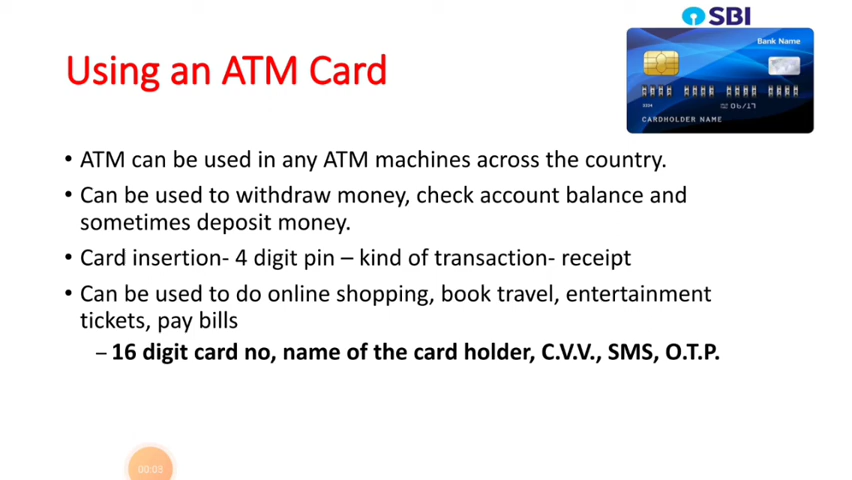 SBI
Bank Name
Using an ATM Card
06/17
CARDHOLDER NAME
• ATM can be used in any ATM machines across the country.
• Can be used to withdraw money, check account balance and
sometimes deposit money.
• Card insertion- 4 digit pin – kind of transaction- receipt
• Can be used to do online shopping, book travel, entertainment
tickets, pay bills
– 16 digit card no, name of the card holder, C.V.V., SMS, O.T.P.